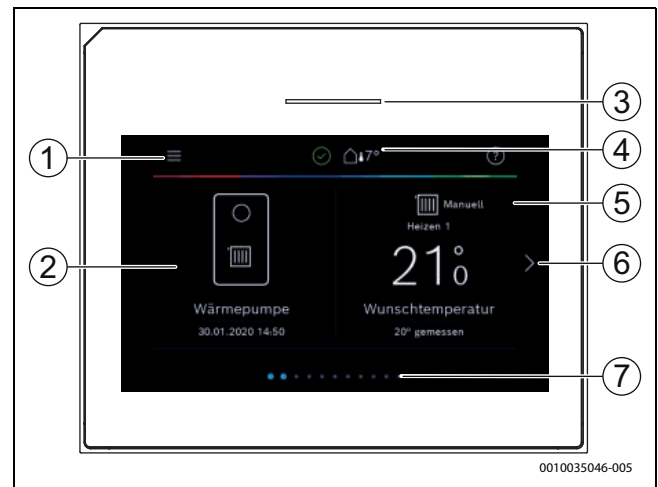 3
1
4
7°
?
Manuell
5
Heizen 1
2
21°0
6
Wärmepumpe
Wunschtemperatur
30.01.2020 14:50
20° gemessen
7
0010035046-005